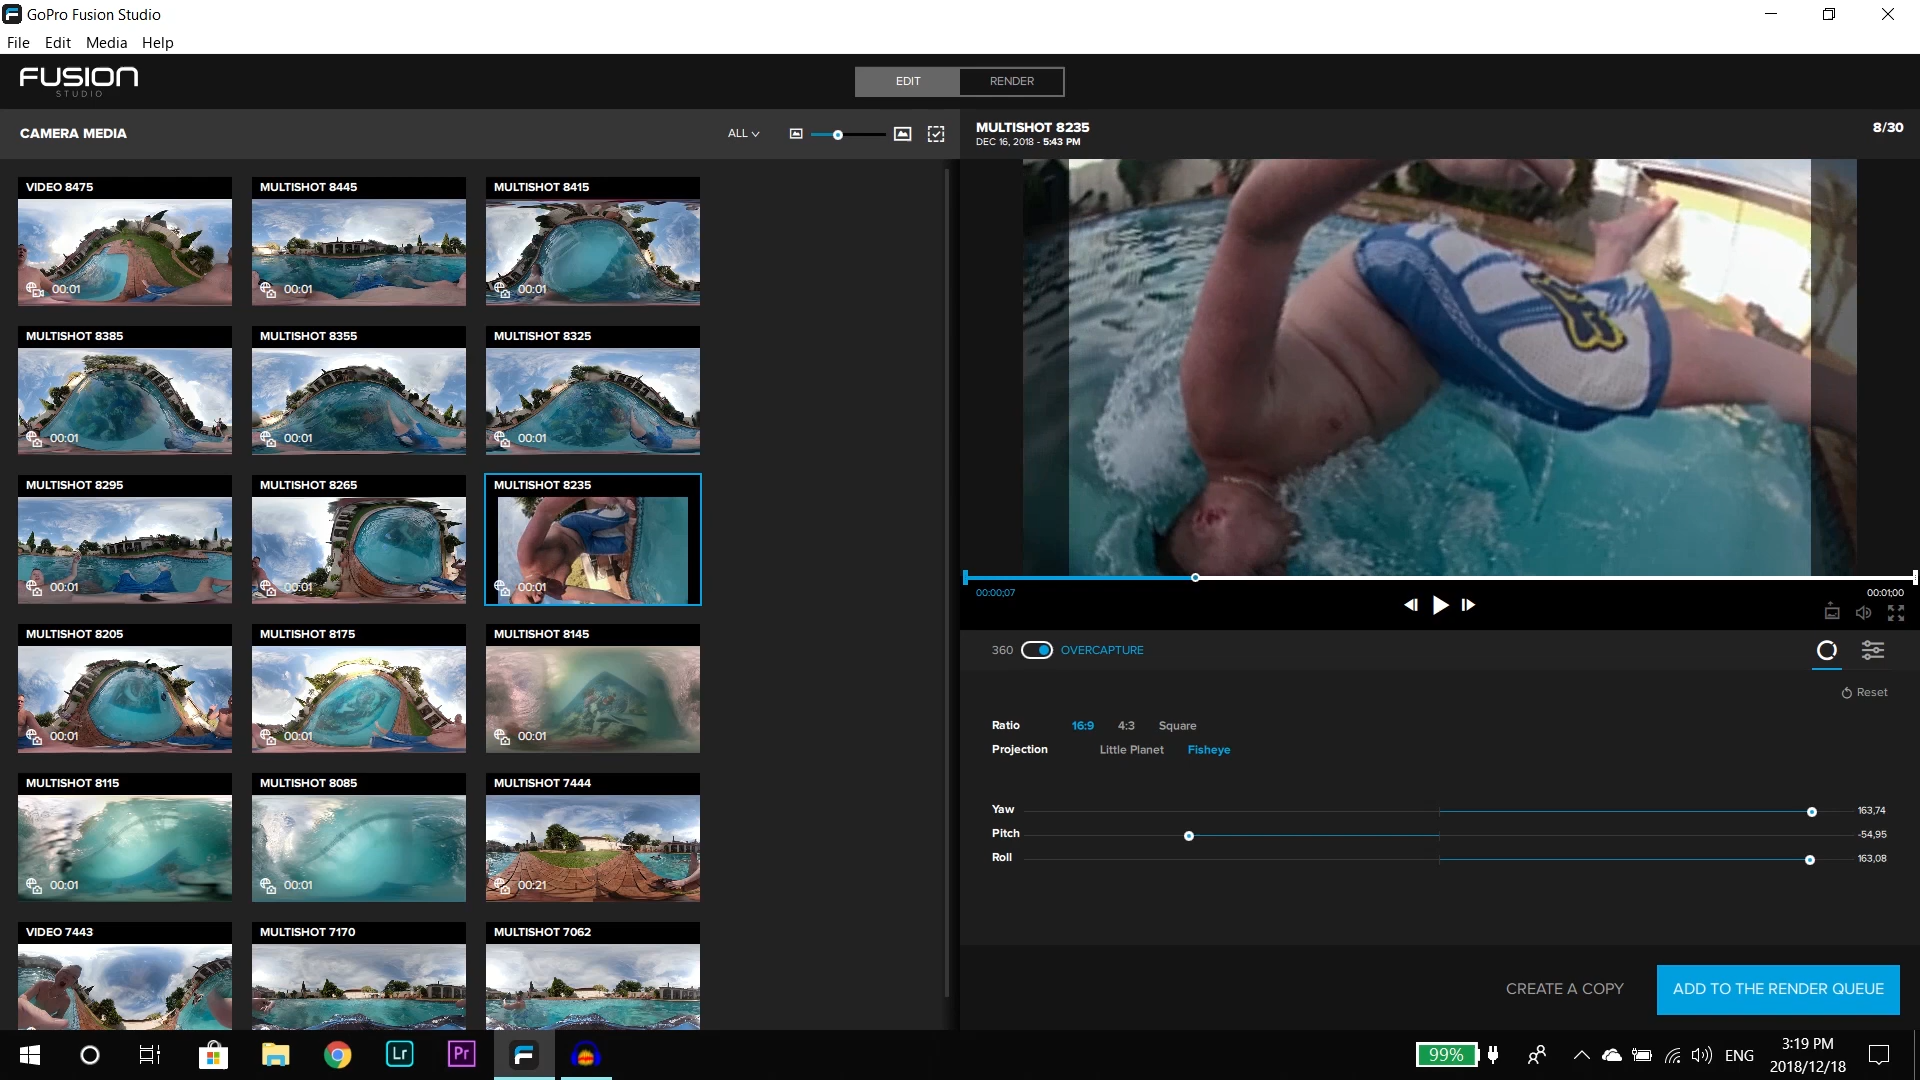 GoPro Fusion Studio
File Edit Media Help
FUSION
STUDIO
EDIT RENDER
CAMERA MEDIA
ALL
MULTISHOT 8235
DEC 16, 2018 - 5:43 PM
8/30
VIDEO 8475 MULTISHOT 8445 MULTISHOT 8415
00:01 00:01 00:01
MULTISHOT 8385 MULTISHOT 8355 MULTISHOT 8325
00:01 00:01 00:01
MULTISHOT 8295 MULTISHOT 8265 MULTISHOT 8235
00:01 00:01 00:01
MULTISHOT 8205 MULTISHOT 8175 MULTISHOT 8145
00:01 00:01 00:01
MULTISHOT 8115 MULTISHOT 8085 MULTISHOT 7444
00:01 00:01 00:21
VIDEO 7443 MULTISHOT 7170 MULTISHOT 7062
00:00;07 00:01;00
360 OVERCAPTURE
Reset
Ratio 16:9 4:3 Square
Projection Little Planet Fisheye
Yaw 163,74
Pitch -54,95
Roll 163,08
CREATE A COPY ADD TO THE RENDER QUEUE
Lr Pr
99% ENG
3:19 PM
2018/12/18